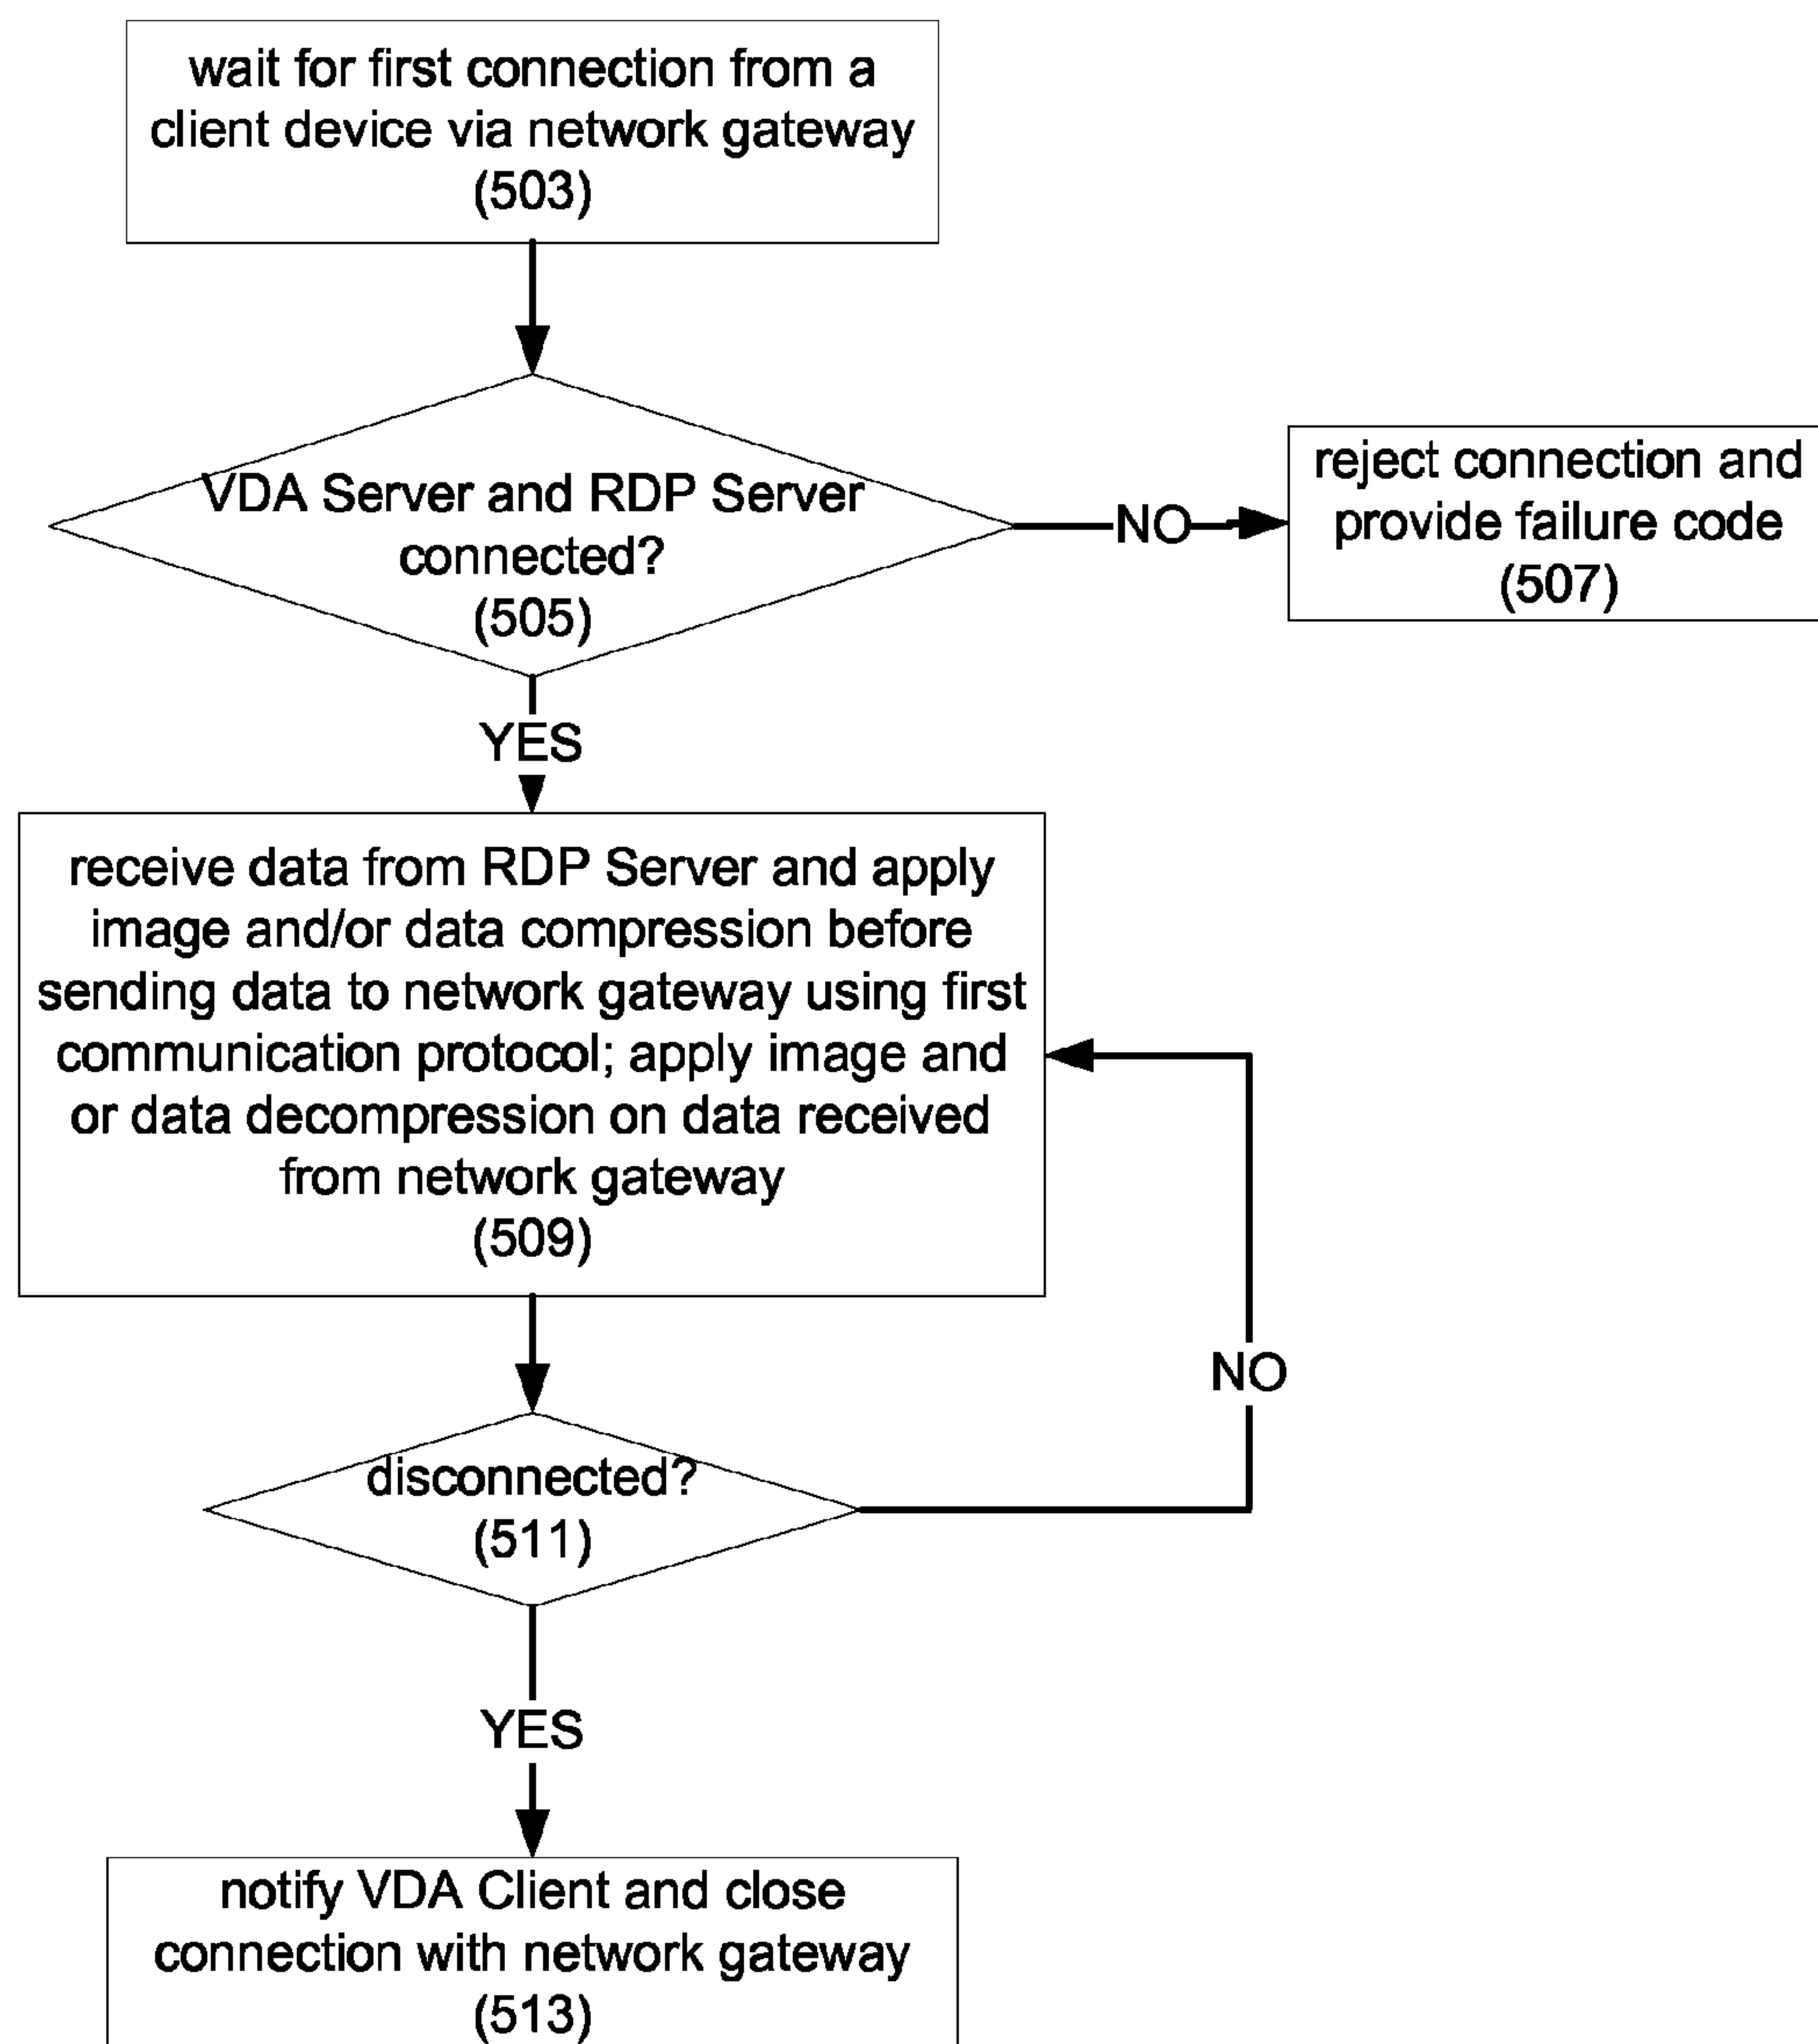 wait for first connection from a
client device via network gateway
(503)
VDA Server and RDP Server
connected?
(505)
NO
reject connection and
provide failure code
(507)
YES
receive data from RDP Server and apply
image and/or data compression before
sending data to network gateway using first
communication protocol; apply image and
or data decompression on data received
from network gateway
(509)
NO
disconnected?
(511)
YES
notify VDA Client and close
connection with network gateway
(513)